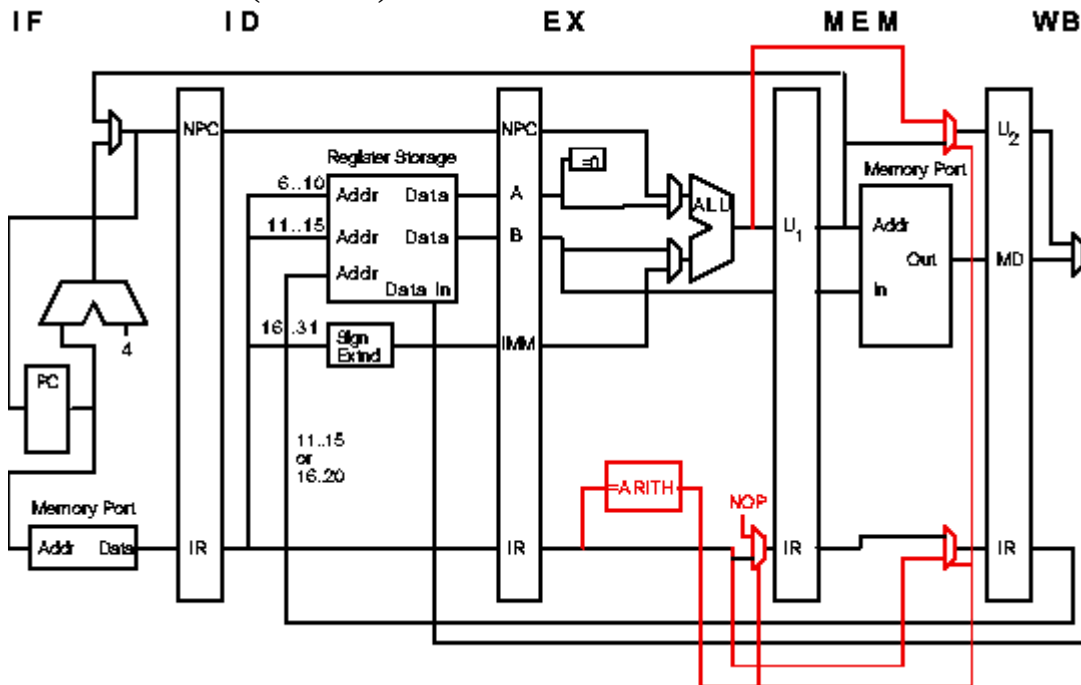 IF
ID
EX
MEM
WB
NPC
NPC
U2
Register Storage
=0
Memory Port
6..10
Addr
Data
A
ALU
11..15
Addr
Data
B
U1
Addr
Addr
Out
MD
Data In
In
16..31
Sign
Extnd
IMM
4
PC
11..15
or
16..20
=ARITH
NOP
Memory Port
Addr
Data
IR
IR
IR
IR